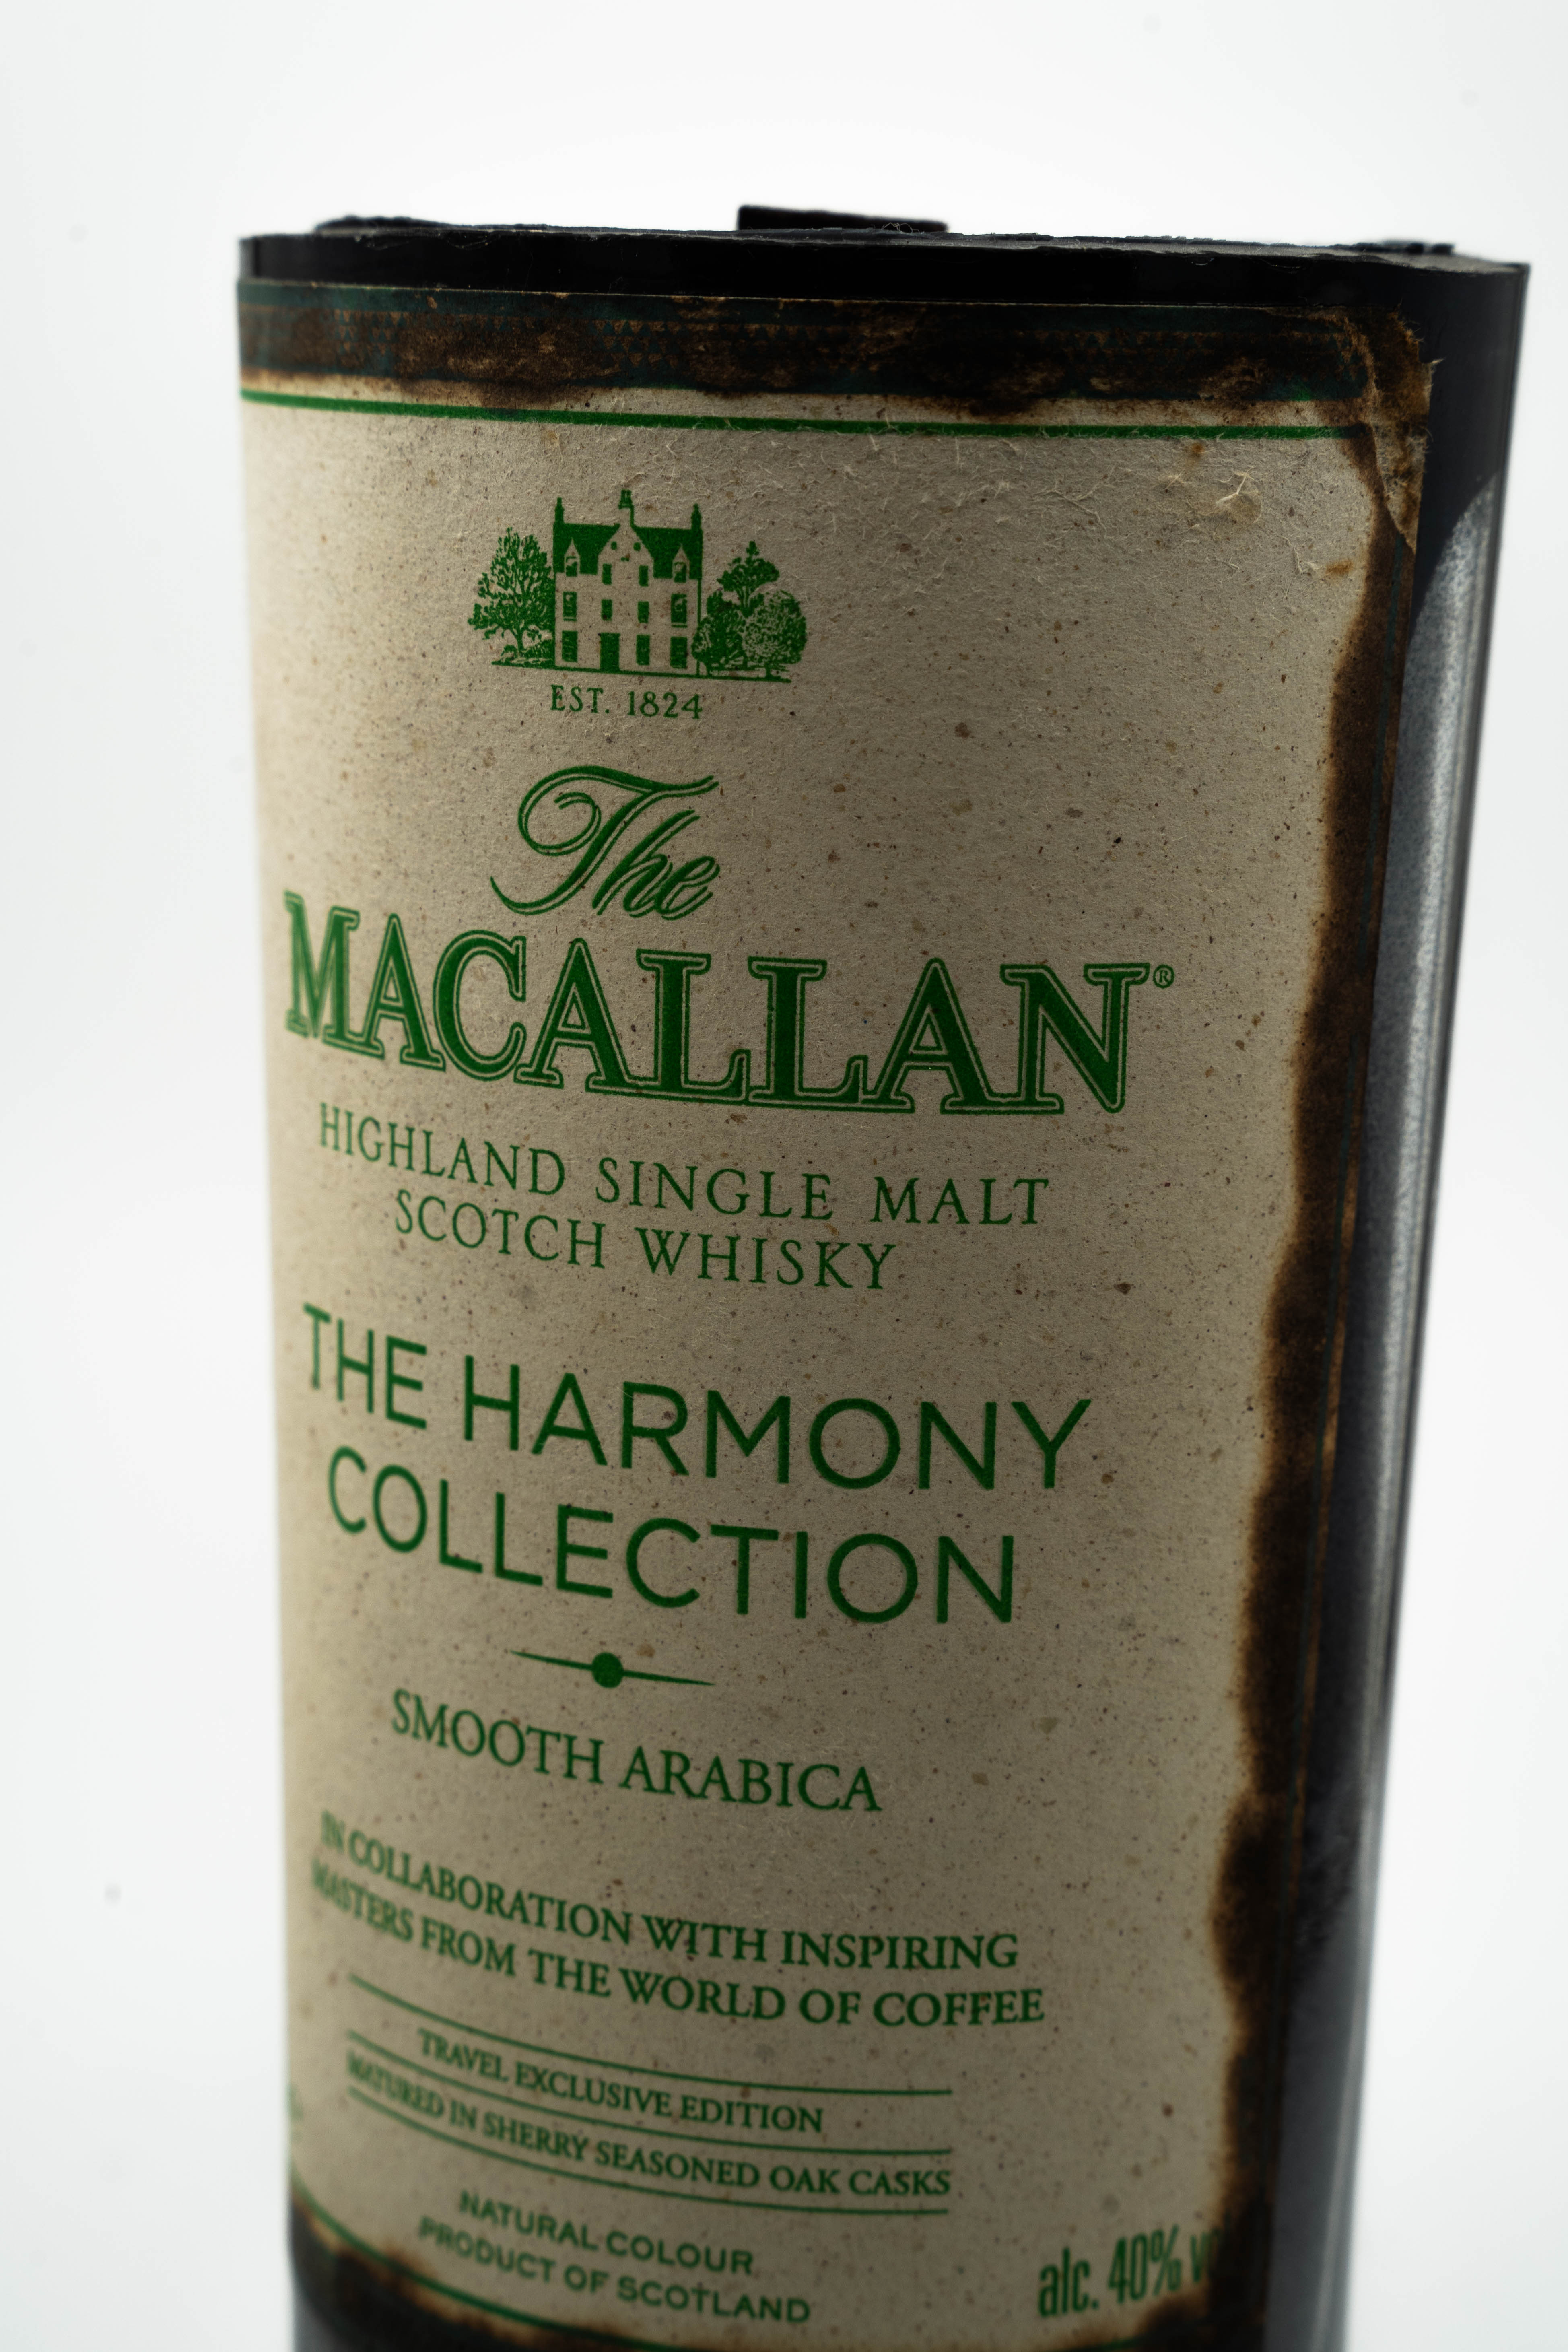 EST. 1824
The
MACALLAN®
HIGHLAND SINGLE MALT
SCOTCH WHISKY
THE HARMONY
COLLECTION
SMOOTH ARABICA
IN COLLABORATION WITH INSPIRING
MASTERS FROM THE WORLD OF COFFEE
TRAVEL EXCLUSIVE EDITION
MATURED IN SHERRY SEASONED OAK CASKS
NATURAL COLOUR
PRODUCT OF SCOTLAND
alc. 40%